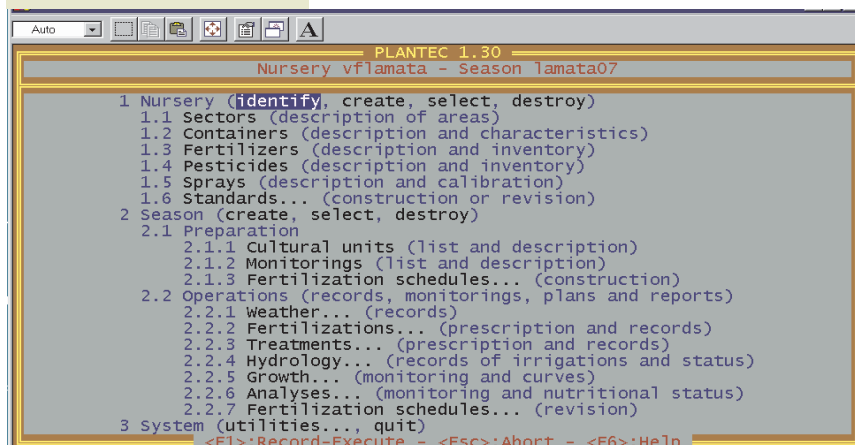 Auto
PLANTEC 1.30
Nursery vflamata - Season lamata07
1 Nursery (identify, create, select, destroy)
1.1 Sectors (description of areas)
1.2 Containers (description and characteristics)
1.3 Fertilizers (description and inventory)
1.4 Pesticides (description and inventory)
1.5 Sprays (description and calibration)
1.6 Standards... (construction or revision)
2 Season (create, select, destroy)
2.1 Preparation
2.1.1 Cultural units (list and description)
2.1.2 Monitorings (list and description)
2.1.3 Fertilization schedules... (construction)
2.2 Operations (records, monitorings, plans and reports)
2.2.1 Weather... (records)
2.2.2 Fertilizations... (prescription and records)
2.2.3 Treatments... (prescription and records)
2.2.4 Hydrology... (records of irrigations and status)
2.2.5 Growth... (monitoring and curves)
2.2.6 Analyses... (monitoring and nutritional status)
2.2.7 Fertilization schedules... (revision)
3 System (utilities..., quit)
<F1>:Record-Execute - <Esc>:Abort - <F6>:Help